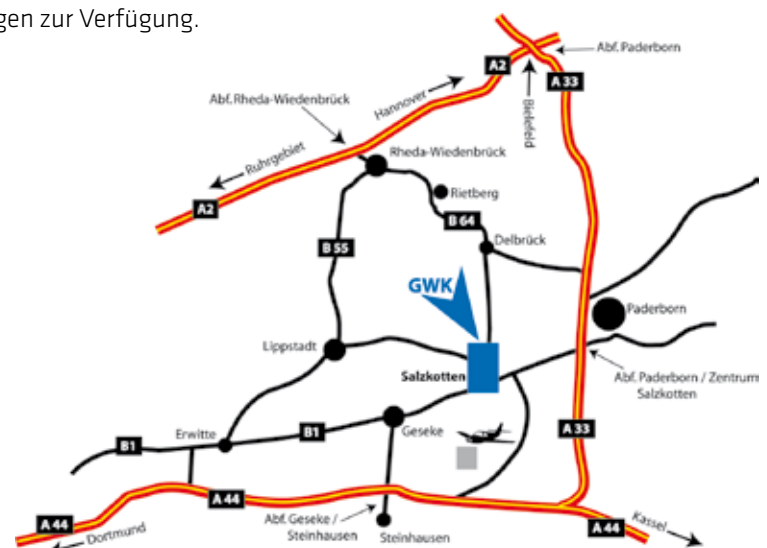 gen zur Verfügung.
Abf. Paderborn
A2
A 33
Abf. Rheda-Wiedenbrück
Hannover
Bielefeld
Ruhrgebiet
Rheda-Wiedenbrück
Rietberg
A2
B 64
B 55
Delbrück
GWK
Paderborn
Lippstadt
Salzkotten
Abf. Paderborn / Zentrum
Salzkotten
Erwitte
B1
B1
Geseke
A 33
A 44
A 44
Dortmund
Abf. Geseke /
Steinhausen
Steinhausen
A 44
Kassel